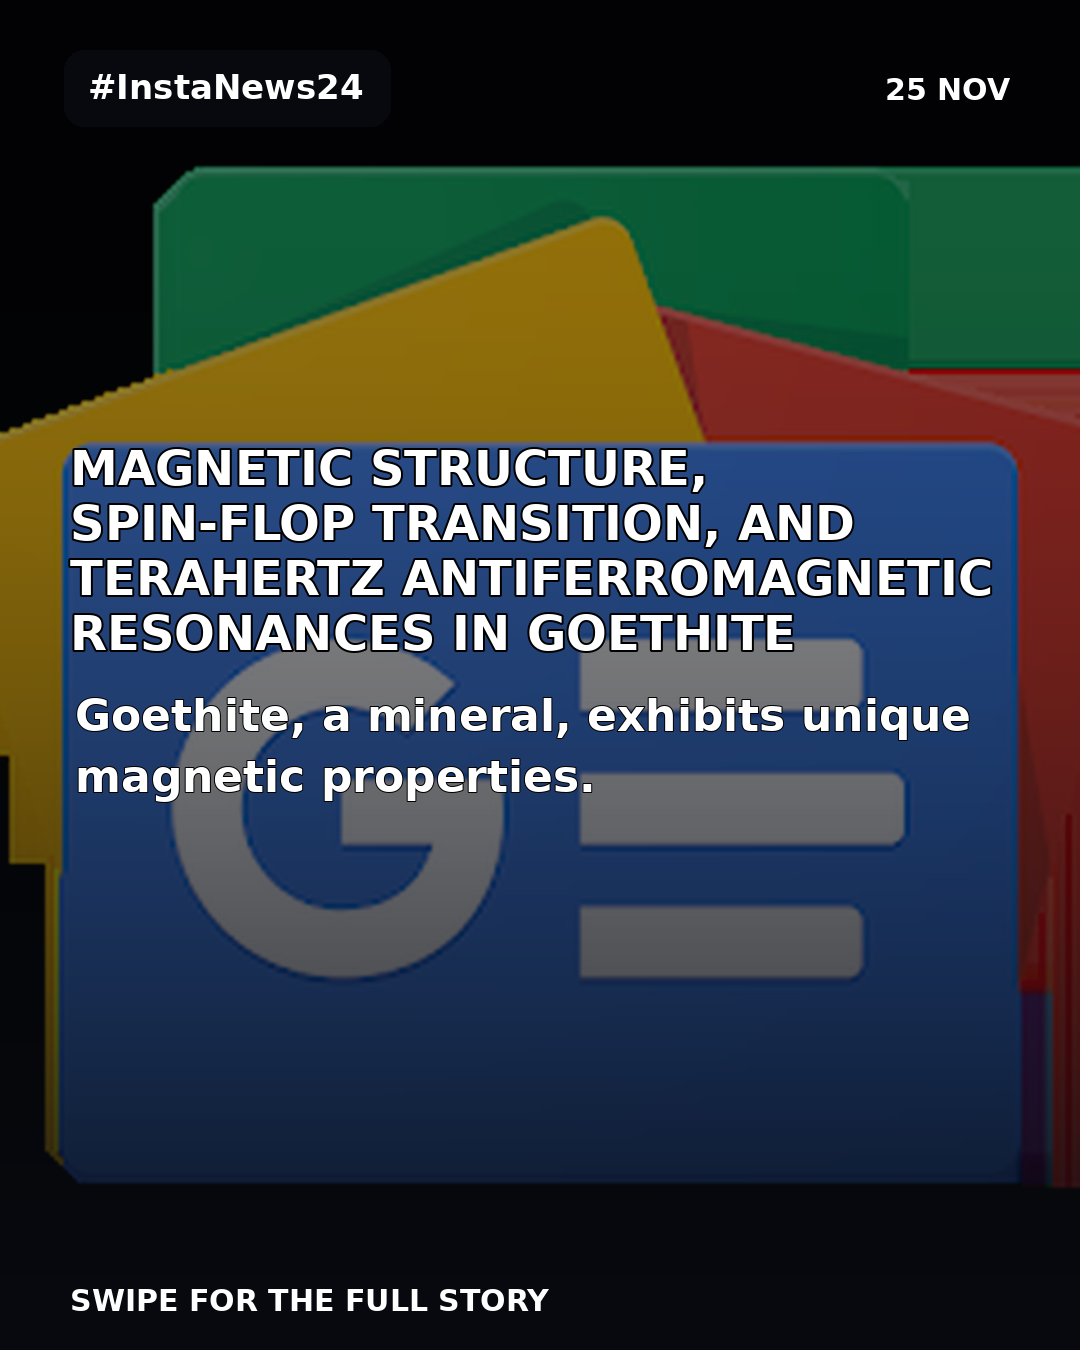 #InstaNews24
25 NOV
MAGNETIC STRUCTURE,
SPIN-FLOP TRANSITION, AND
TERAHERTZ ANTIFERROMAGNETIC
RESONANCES IN GOETHITE
Goethite, a mineral, exhibits unique
magnetic properties.
G
SWIPE FOR THE FULL STORY